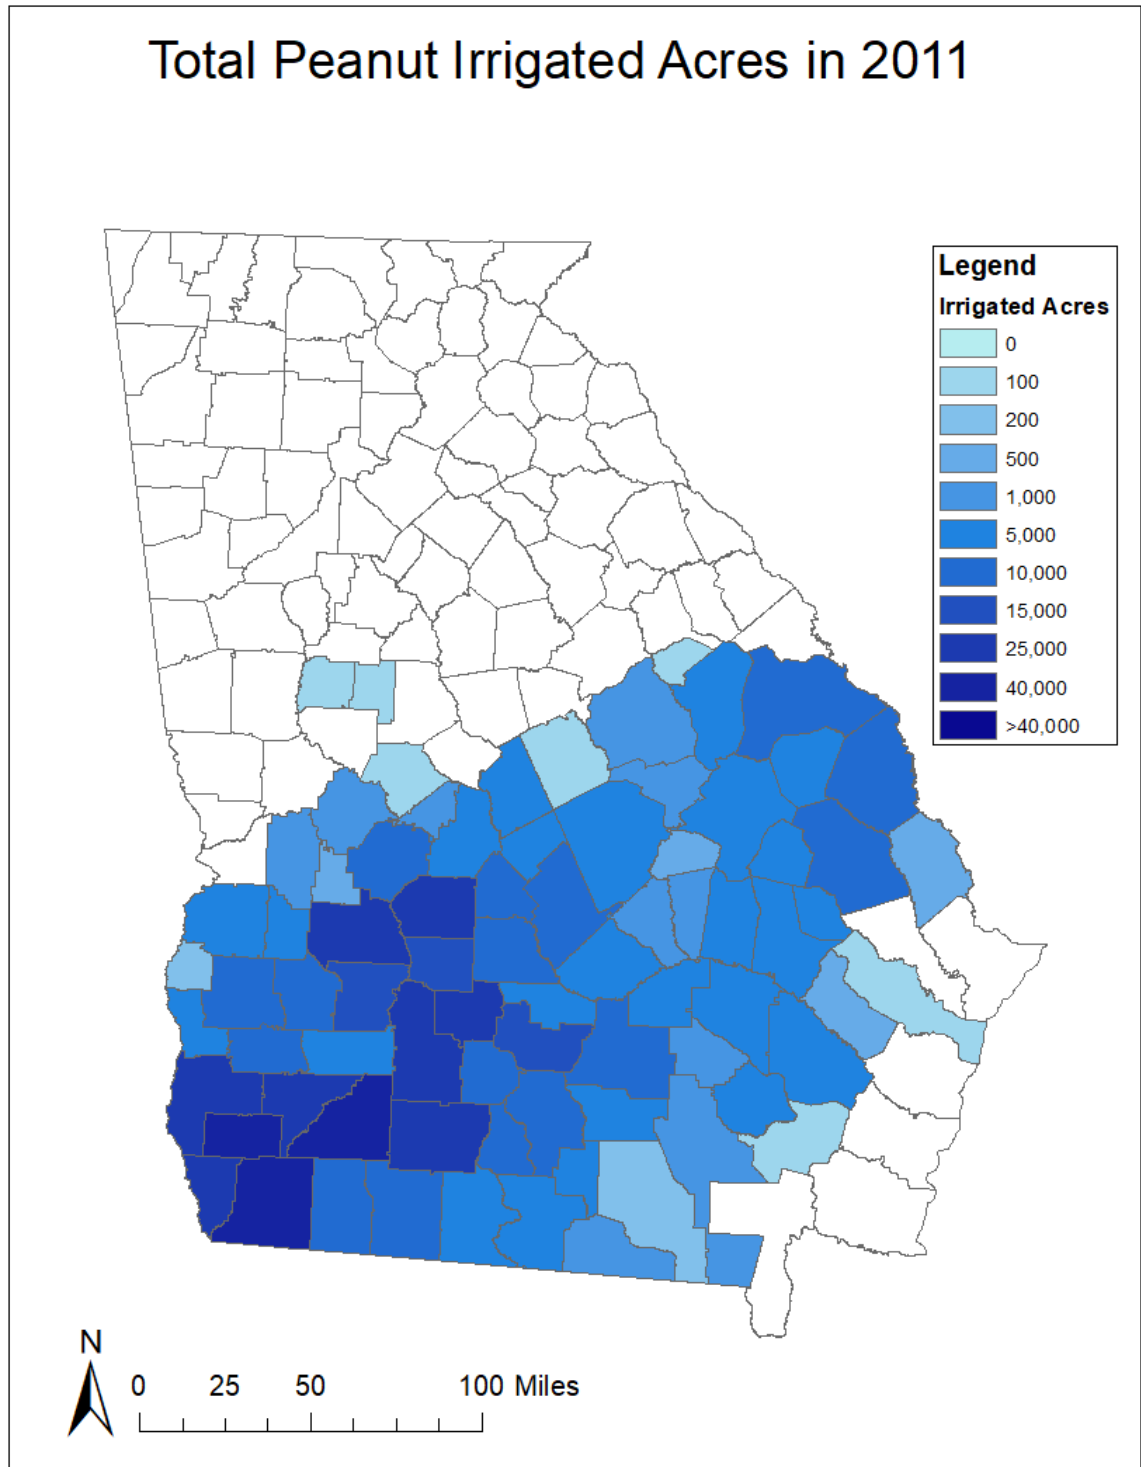 Total Peanut Irrigated Acres in 2011
Legend
Irrigated Acres
0
100
200
500
1,000
5,000
10,000
15,000
25,000
40,000
>40,000
N
0 25 50 100 Miles